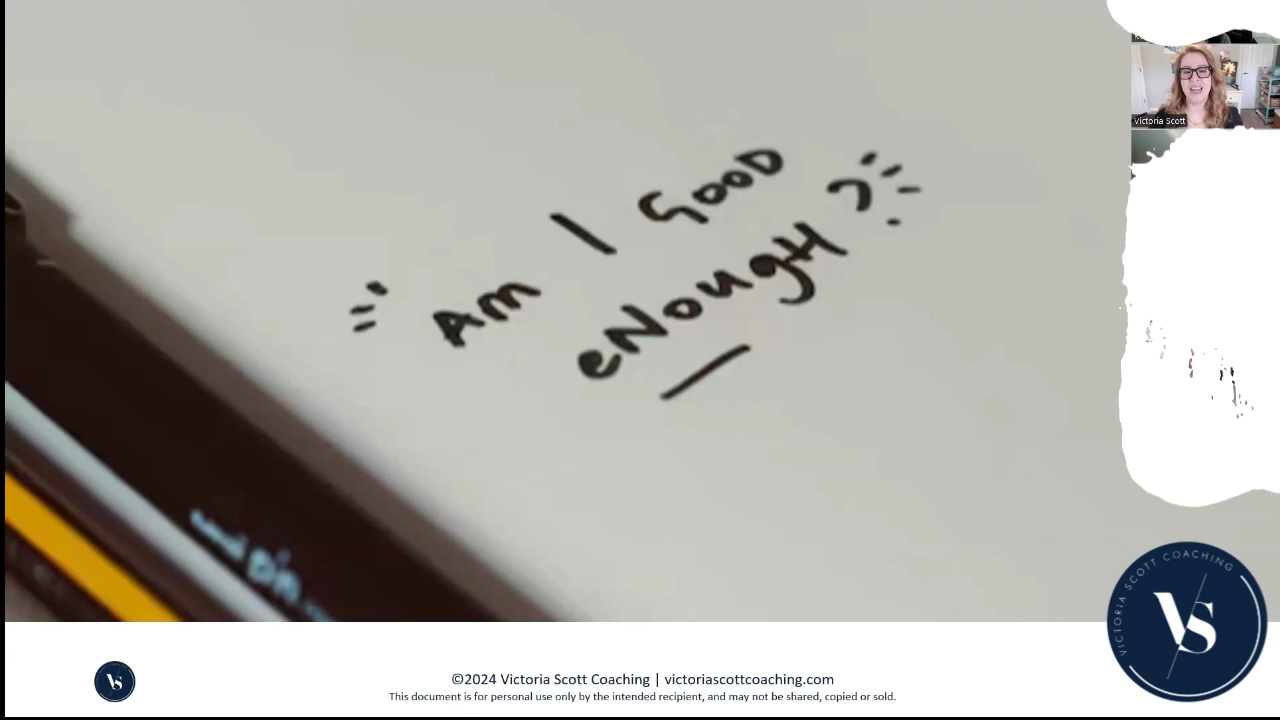 Am I GOOD
eNougH?
Victoria Scott
VICTORIA SCOTT COACHING
VS
VS
©2024 Victoria Scott Coaching | victoriascottcoaching.com
This document is for personal use only by the intended recipient, and may not be shared, copied or sold.